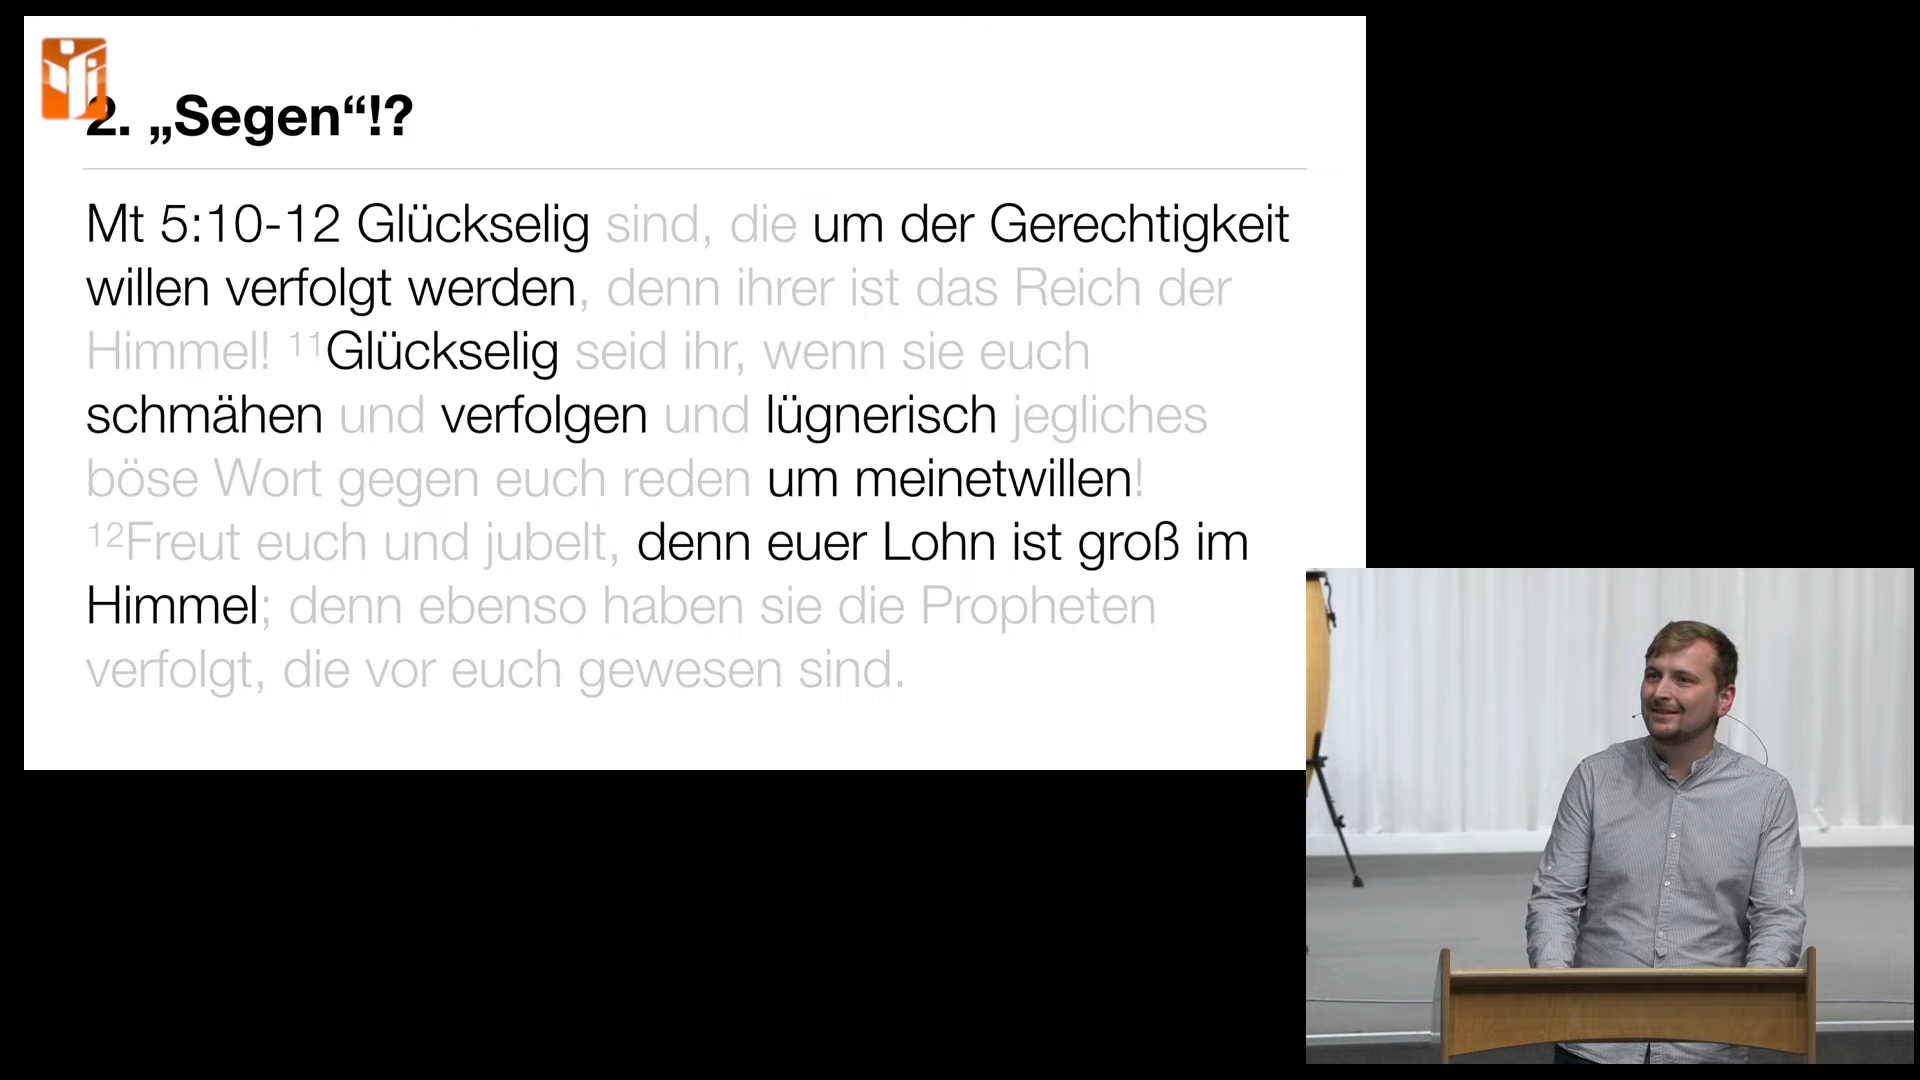 2. „Segen“!?
Mt 5:10-12 Glückselig sind, die um der Gerechtigkeit
willen verfolgt werden, denn ihrer ist das Reich der
Himmel! ¹¹Glückselig seid ihr, wenn sie euch
schmähen und verfolgen und lügnerisch jegliches
böse Wort gegen euch reden um meinetwillen!
¹²Freut euch und jubelt, denn euer Lohn ist groß im
Himmel; denn ebenso haben sie die Propheten
verfolgt, die vor euch gewesen sind.